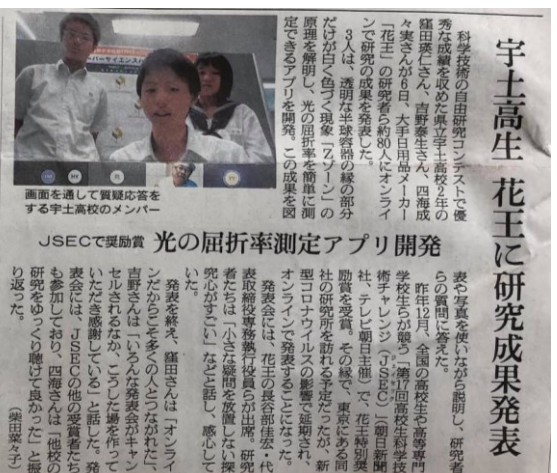 宇土高生 花王に研究成果発表
JSECで奨励賞 光の屈折率測定アプリ開発
科学技術の自由研究コンテストで優
秀な成績を収めた県立宇土高校2年の
窪田瑛仁さん、吉野泰生さん、四海成
々実さんが6日、大手日用品メーカー
「花王」の研究者ら約80人にオンライ
ンで研究の成果を発表した。
3人は、透明な半球容器の縁の部分
だけが白く色づく現象「Zゾーン」の
原理を解明し、光の屈折率を簡単に測
定できるアプリを開発。この成果を図
表や写真を使いながら説明し、研究者
らの質問に答えた。
昨年12月、全国の高校生や高等専門
学校生らが競う「第17回高校生科学技
術チャレンジ(JSEC)」(朝日新聞
社、テレビ朝日主催)で、花王特別奨
励賞を受賞。その縁で、東京にある同
社の研究所を訪れる予定だったが、新
型コロナウイルスの影響で延期され、
オンラインで発表することになった。
発表会には、花王の長谷部佳宏・代
表取締役専務執行役員らが出席。研究
者たちは「小さな疑問を放置しない探
究心がすごい」などと話し、感心して
いた。
発表を終え、窪田さんは「オンライ
ンだからこそ多くの人とつながれた」、
吉野さんは「いろんな発表会がキャン
セルされるなか、こうした場を作って
いただき感謝している」と話した。発
表会には、JSECの他の受賞者たち
も参加しており、四海さんは「他校の
研究をゆっくり聴けて良かった」と振
り返った。
(柴田菜々子)
画面を通して質疑応答を
する宇土高校のメンバー